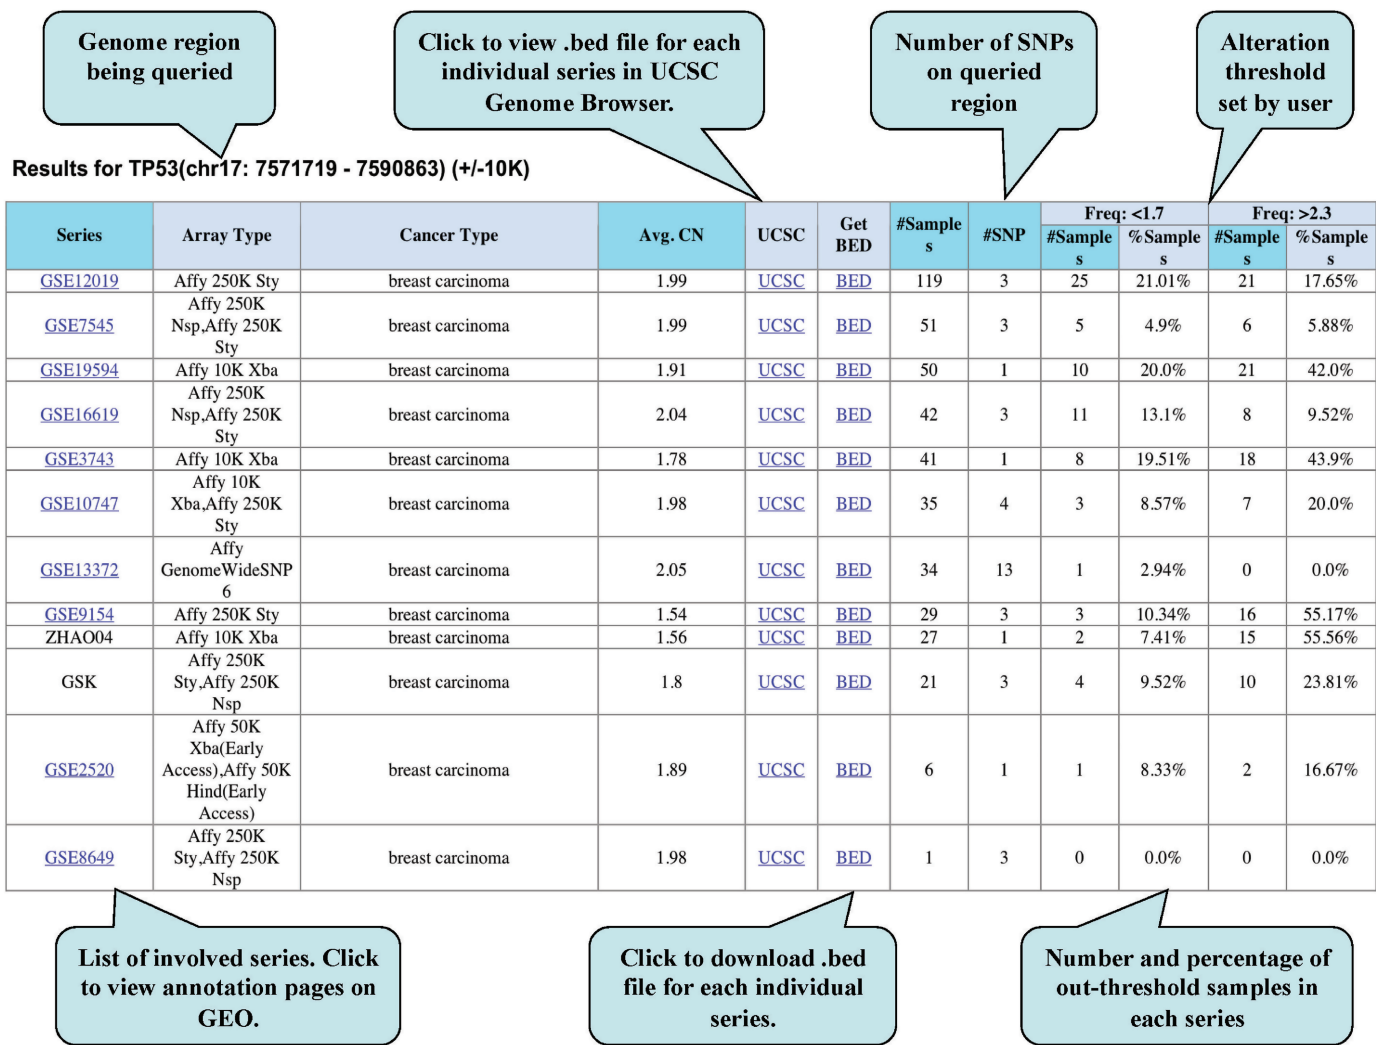 Genome region
being queried
Click to view .bed file for each
individual series in UCSC
Genome Browser.
Number of SNPs
on queried
region
Alteration
threshold
set by user
Results for TP53(chr17: 7571719 - 7590863) (+/-10K)
Series Array Type Cancer Type Avg. CN UCSC Get BED #Samples #SNP Freq: <1.7 Freq: >2.3
#Samples %Samples #Samples %Samples
GSE12019 Affy 250K Sty breast carcinoma 1.99 UCSC BED 119 3 25 21.01% 21 17.65%
Affy 250K
GSE7545 Nsp,Affy 250K breast carcinoma 1.99 UCSC BED 51 3 5 4.9% 6 5.88%
Sty
GSE19594 Affy 10K Xba breast carcinoma 1.91 UCSC BED 50 1 10 20.0% 21 42.0%
Affy 250K
GSE16619 Nsp,Affy 250K breast carcinoma 2.04 UCSC BED 42 3 11 13.1% 8 9.52%
Sty
GSE3743 Affy 10K Xba breast carcinoma 1.78 UCSC BED 41 1 8 19.51% 18 43.9%
Affy 10K
GSE10747 Xba,Affy 250K breast carcinoma 1.98 UCSC BED 35 4 3 8.57% 7 20.0%
Sty
Affy
GSE13372 GenomeWideSNP breast carcinoma 2.05 UCSC BED 34 13 1 2.94% 0 0.0%
6
GSE9154 Affy 250K Sty breast carcinoma 1.54 UCSC BED 29 3 3 10.34% 16 55.17%
ZHAO04 Affy 10K Xba breast carcinoma 1.56 UCSC BED 27 1 2 7.41% 15 55.56%
Affy 250K
GSK Sty,Affy 250K breast carcinoma 1.8 UCSC BED 21 3 4 9.52% 10 23.81%
Nsp
Affy 50K
Xba(Early
GSE2520 Access),Affy 50K breast carcinoma 1.89 UCSC BED 6 1 1 8.33% 2 16.67%
Hind(Early
Access)
Affy 250K
GSE8649 Sty,Affy 250K breast carcinoma 1.98 UCSC BED 1 3 0 0.0% 0 0.0%
Nsp
List of involved series. Click
to view annotation pages on
GEO.
Click to download .bed
file for each individual
series.
Number and percentage of
out-threshold samples in
each series